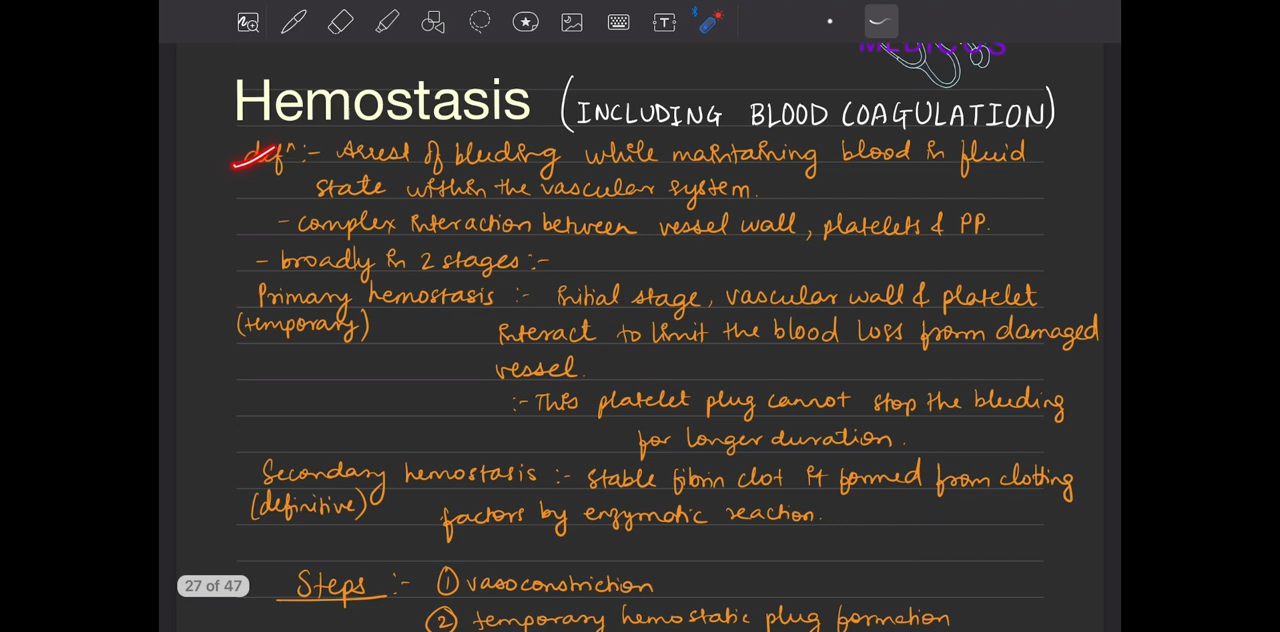 MEDICOS
Hemostasis (INCLUDING BLOOD COAGULATION)
defⁿ :- Arrest of bleeding while maintaining blood in fluid
state within the vascular system.
- complex interaction between vessel wall, platelets & PP.
- broadly in 2 stages :-
Primary hemostasis :- initial stage, vascular wall & platelet
(temporary) interact to limit the blood loss from damaged
vessel.
:- This platelet plug cannot stop the bleeding
for longer duration.
Secondary hemostasis :- stable fibrin clot it formed from clotting
(definitive) factors by enzymatic reaction.
27 of 47
Steps :- ① vasoconstriction
② temporary hemostatic plug formation